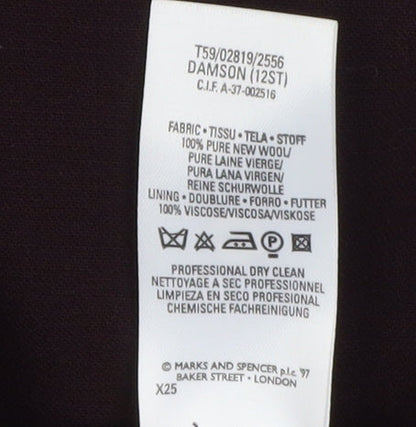 T59/02819/2556
DAMSON (12ST)
C.I.F. A-37-002516
FABRIC • TISSU • TELA • STOFF
100% PURE NEW WOOL/
PURE LAINE VIERGE/
PURA LANA VIRGEN/
REINE SCHURWOLLE
LINING • DOUBLURE • FORRO • FUTTER
100% VISCOSE/VISCOSA/VISKOSE
P
PROFESSIONAL DRY CLEAN
NETTOYAGE A SEC PROFESSIONNEL
LIMPIEZA EN SECO PROFESIONAL
CHEMISCHE FACHREINIGUNG
© MARKS AND SPENCER p.l.c. '97
BAKER STREET • LONDON
X25